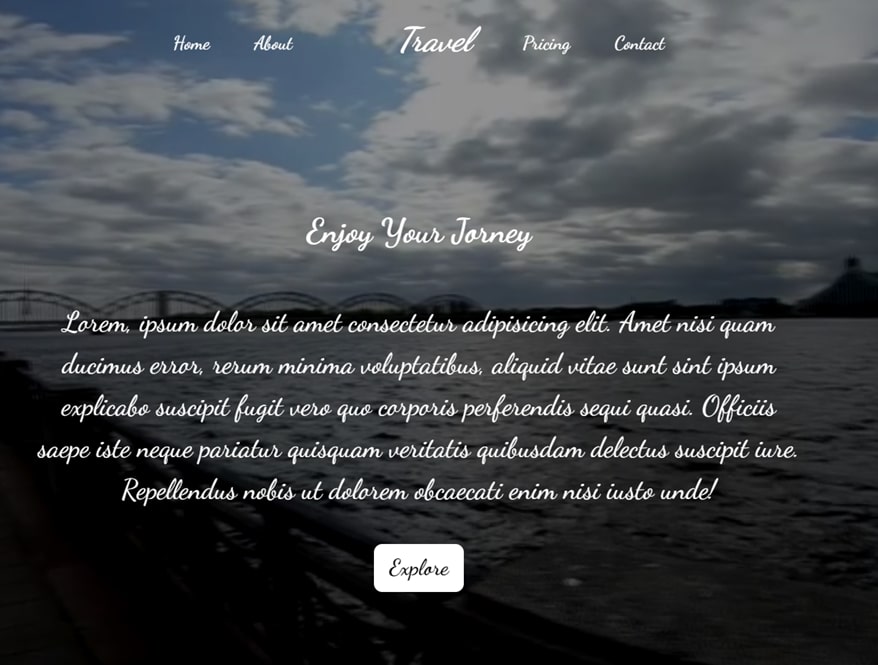 Home About Travel Pricing Contact
Enjoy Your Jorney
Lorem, ipsum dolor sit amet consectetur adipisicing elit. Amet nisi quam
ducimus error, rerum minima voluptatibus, aliquid vitae sunt sint ipsum
explicabo suscipit fugit vero quo corporis perferendis sequi quasi. Officiis
saepe iste neque pariatur quisquam veritatis quibusdam delectus suscipit iure.
Repellendus nobis ut dolorem obcaecati enim nisi iusto unde!
Explore